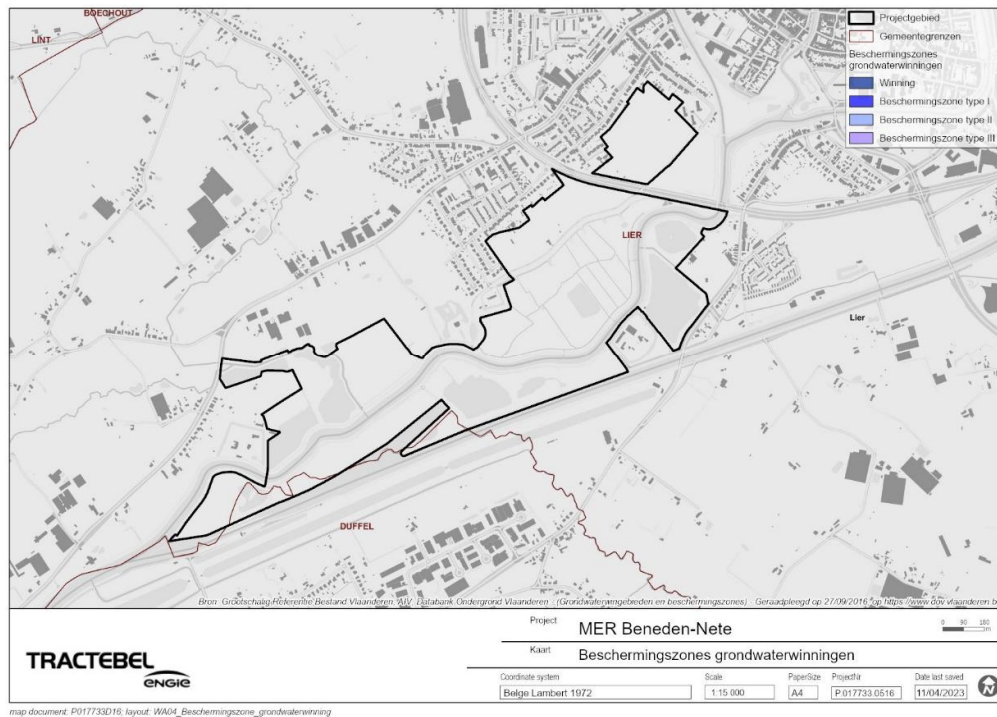 BOECHOUT
LINT
Projectgebied
Gemeentegrenzen
Beschermingszones
grondwaterwinningen
Winning
Beschermingszone type I
Beschermingszone type II
Beschermingszone type III
LIER
Lier
DUFFEL
Bron: Grootschalig Referentie Bestand Vlaanderen, AIV; Databank Ondergrond Vlaanderen - (Grondwaterwingebieden en beschermingszones) - Geraadpleegd op 27/09/2016, op https://www.dov.vlaanderen.b
Project
MER Beneden-Nete
0 90 180
m
Kaart
Beschermingszones grondwaterwinningen
TRACTEBEL
ENGIE
Coordinate system
Scale
PaperSize
ProjectNr
Date last saved
Belge Lambert 1972
1:15 000
A4
P.017733.0516
11/04/2023
map document: P017733D16; layout: WA04_Beschermingszone_grondwaterwinning